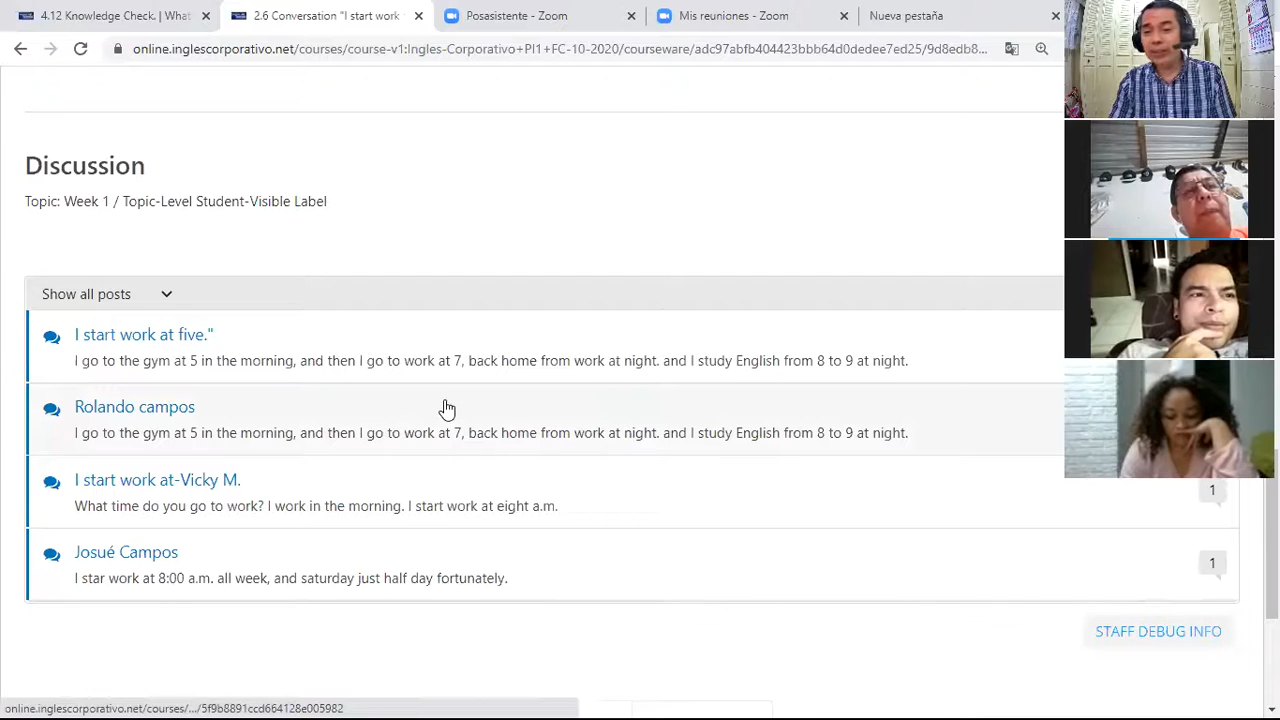 4.12 Knowledge Check. | What
2.6 Conversation "I start work
Posasistente - Zoom
Mis reuniones - Zoom
Nueva pestaña
online.inglescorporativo.net/courses/course-v1:Ingles-Corporativo+PI1+FC-10-2020/courseware/
Discussion
Topic: Week 1 / Topic-Level Student-Visible Label
Show all posts
I start work at five."
I go to the gym at 5 in the morning, and then I go to work at 7. back home from work at night. and I study English from 8 to 9 at night.
Rolando campos
I go to the gym at 5 in the morning, and then I go to work at 7. back home from work at night. and I study English from 8 to 9 at night.
I start work at-Vicky M.
What time do you go to work? I work in the morning. I start work at eight a.m.
1
Josué Campos
I star work at 8:00 a.m. all week, and saturday just half day fortunately.
1
STAFF DEBUG INFO
online.inglescorporativo.net/courses/.../5f9b8891ccd664128e005982